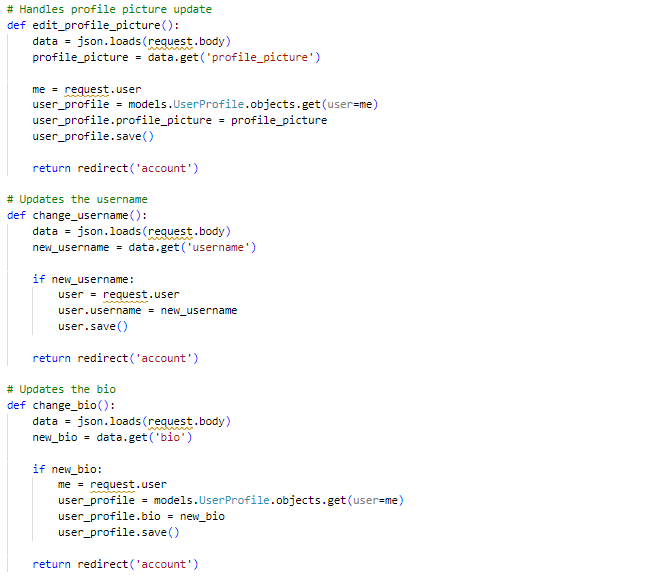 # Handles profile picture update
def edit_profile_picture():
    data = json.loads(request.body)
    profile_picture = data.get('profile_picture')

    me = request.user
    user_profile = models.UserProfile.objects.get(user=me)
    user_profile.profile_picture = profile_picture
    user_profile.save()

    return redirect('account')

# Updates the username
def change_username():
    data = json.loads(request.body)
    new_username = data.get('username')

    if new_username:
        user = request.user
        user.username = new_username
        user.save()

    return redirect('account')

# Updates the bio
def change_bio():
    data = json.loads(request.body)
    new_bio = data.get('bio')

    if new_bio:
        me = request.user
        user_profile = models.UserProfile.objects.get(user=me)
        user_profile.bio = new_bio
        user_profile.save()

    return redirect('account')